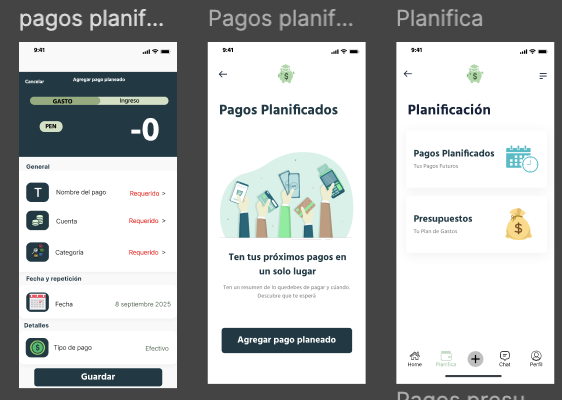 pagos planif...
9:41
Cancelar
Agregar pago planeado
GASTO
Ingreso
PEN
-0
General
T
Nombre del pago
Requerido >
Cuenta
Requerido >
Categoría
Requerido >
Fecha y repetición
Fecha
8 septiembre 2025
Detalles
Tipo de pago
Efectivo
Guardar
Pagos planif...
9:41
Pagos Planificados
Ten tus próximos pagos en
un solo lugar
Ten un resumen de lo quedebes de pagar y cúando.
Descubre que te espera
Agregar pago planeado
Planifica
9:41
Planificación
Pagos Planificados
Tus Pagos Futuros
Presupuestos
Tu Plan de Gastos
Home
Planifica
Chat
Perfil
Pagos presu